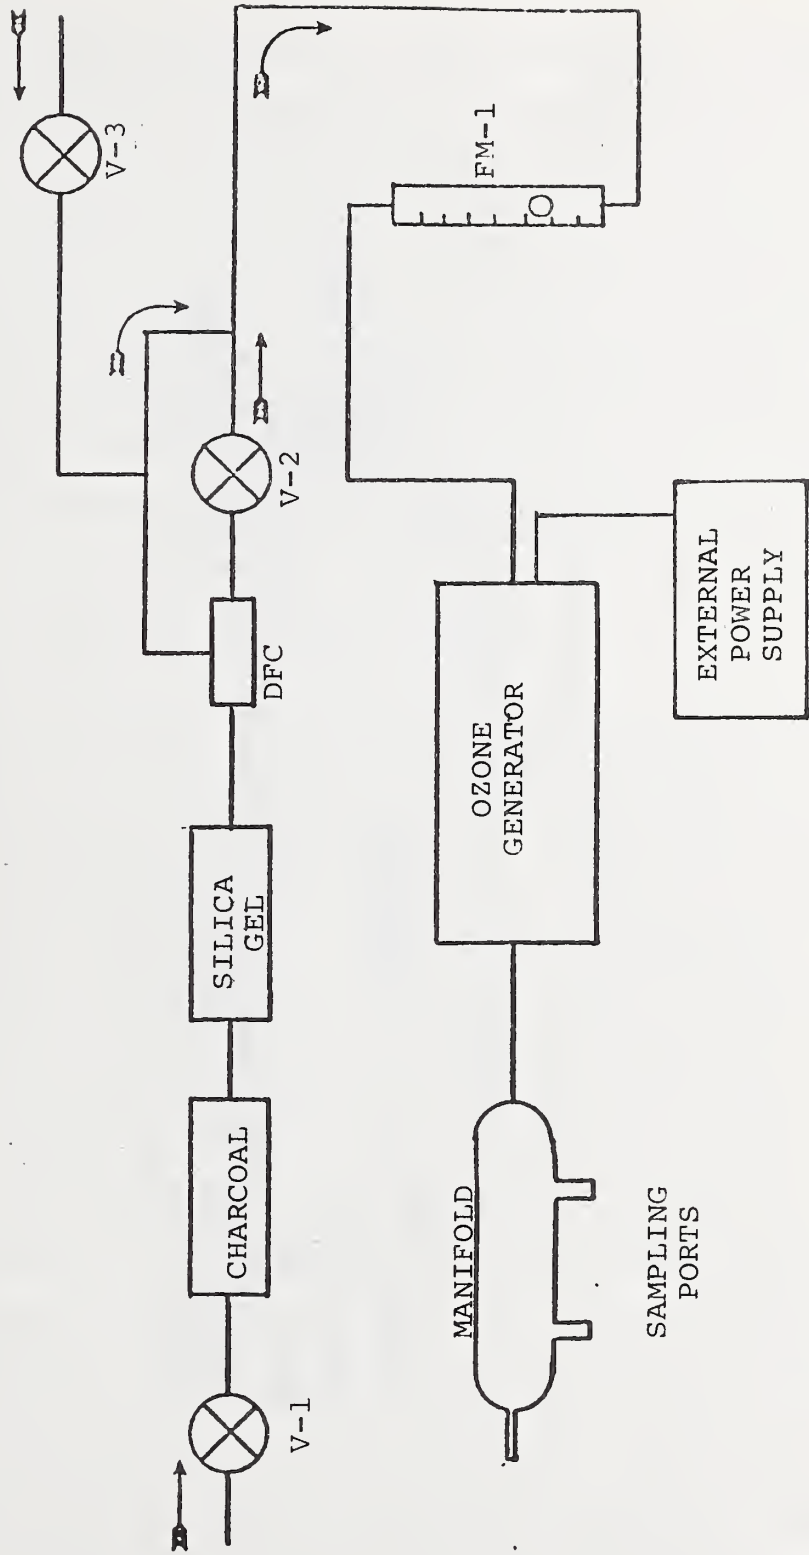 V-3
V-1
CHARCOAL
SILICA
GEL
DFC
V-2
FM-1
MANIFOLD
SAMPLING
PORTS
OZONE
GENERATOR
EXTERNAL
POWER
SUPPLY